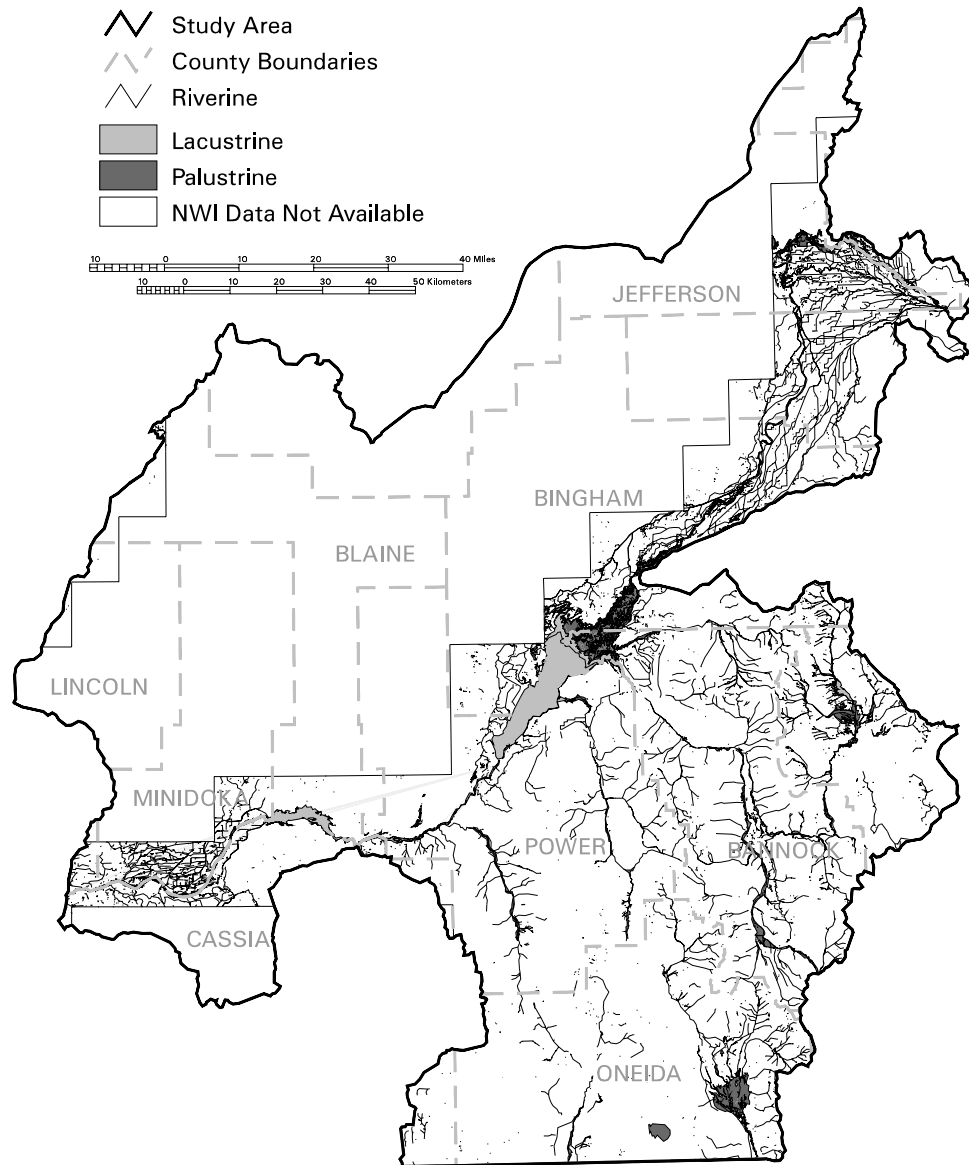 Study Area
County Boundaries
Riverine
Lacustrine
Palustrine
NWI Data Not Available
10 0 10 20 30 40 Miles
10 0 10 20 30 40 50 Kilometers
JEFFERSON
BINGHAM
BLAINE
LINCOLN
MINIDOKA
POWER
BANNOCK
CASSIA
ONEIDA